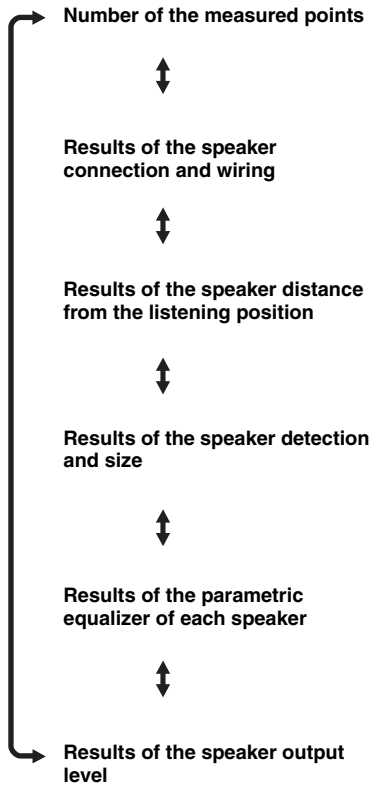 Number of the measured points
Results of the speaker
connection and wiring
Results of the speaker distance
from the listening position
Results of the speaker detection
and size
Results of the parametric
equalizer of each speaker
Results of the speaker output
level